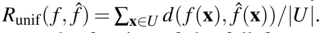 R_unif(f, f̂) = ∑_{x∈U} d(f(x), f̂(x))/|U|.